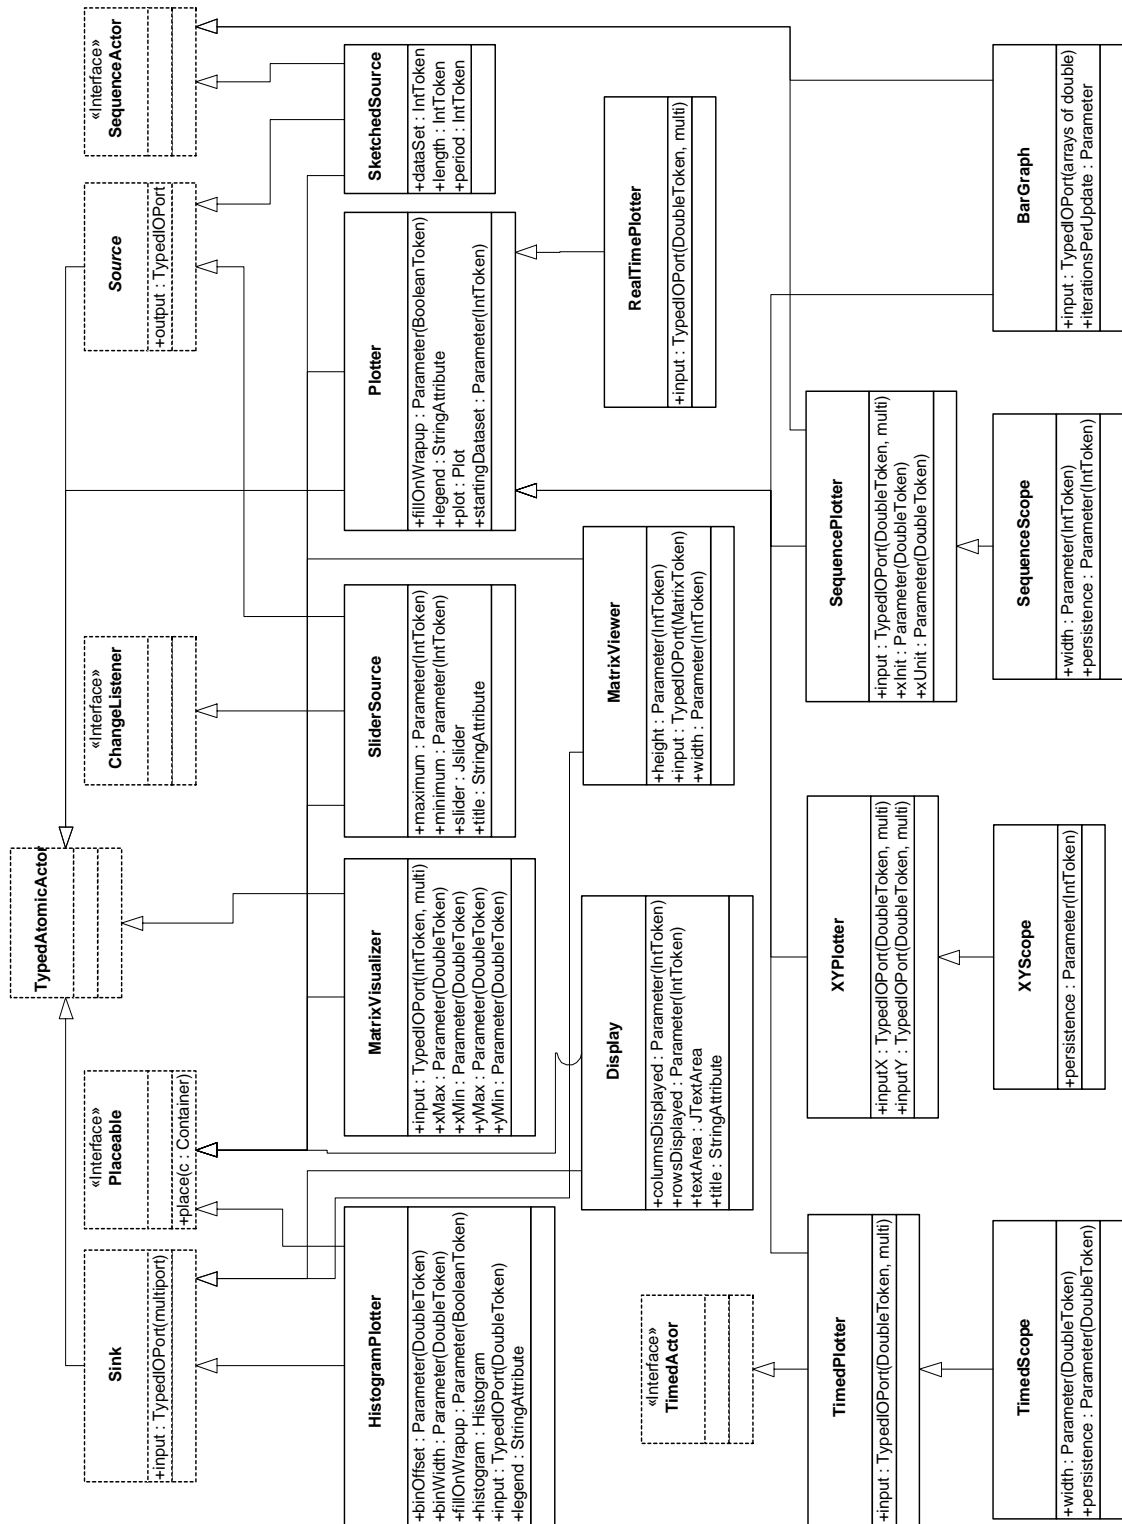 TypedAtomicActor
Sink
+input : TypedIOPort(multiport)
«Interface»
Placeable
+place(c : Container)
«Interface»
ChangeListener
Source
+output : TypedIOPort
«Interface»
SequenceActor
HistogramPlotter
+binOffset : Parameter(DoubleToken)
+binWidth : Parameter(DoubleToken)
+fillOnWrapup : Parameter(BooleanToken)
+histogram : Histogram
+input : TypedIOPort(DoubleToken)
+legend : StringAttribute
MatrixVisualizer
+input : TypedIOPort(IntToken, multi)
+xMax : Parameter(DoubleToken)
+xMin : Parameter(DoubleToken)
+yMax : Parameter(DoubleToken)
+yMin : Parameter(DoubleToken)
SliderSource
+maximum : Parameter(IntToken)
+minimum : Parameter(IntToken)
+slider : Jslider
+title : StringAttribute
Plotter
+fillOnWrapup : Parameter(BooleanToken)
+legend : StringAttribute
+plot : Plot
+startingDataset : Parameter(IntToken)
SketchedSource
+dataSet : IntToken
+length : IntToken
+period : IntToken
«Interface»
TimedActor
Display
+columnsDisplayed : Parameter(IntToken)
+rowsDisplayed : Parameter(IntToken)
+textArea : JTextArea
+title : StringAttribute
MatrixViewer
+height : Parameter(IntToken)
+input : TypedIOPort(MatrixToken)
+width : Parameter(IntToken)
RealTimePlotter
+input : TypedIOPort(DoubleToken, multi)
TimedPlotter
+input : TypedIOPort(DoubleToken, multi)
XYPlotter
+inputX : TypedIOPort(DoubleToken, multi)
+inputY : TypedIOPort(DoubleToken, multi)
SequencePlotter
+input : TypedIOPort(DoubleToken, multi)
+xInit : Parameter(DoubleToken)
+xUnit : Parameter(DoubleToken)
TimedScope
+width : Parameter(DoubleToken)
+persistence : Parameter(DoubleToken)
XYScope
+persistence : Parameter(IntToken)
SequenceScope
+width : Parameter(IntToken)
+persistence : Parameter(IntToken)
BarGraph
+input : TypedIOPort(arrays of double)
+iterationsPerUpdate : Parameter